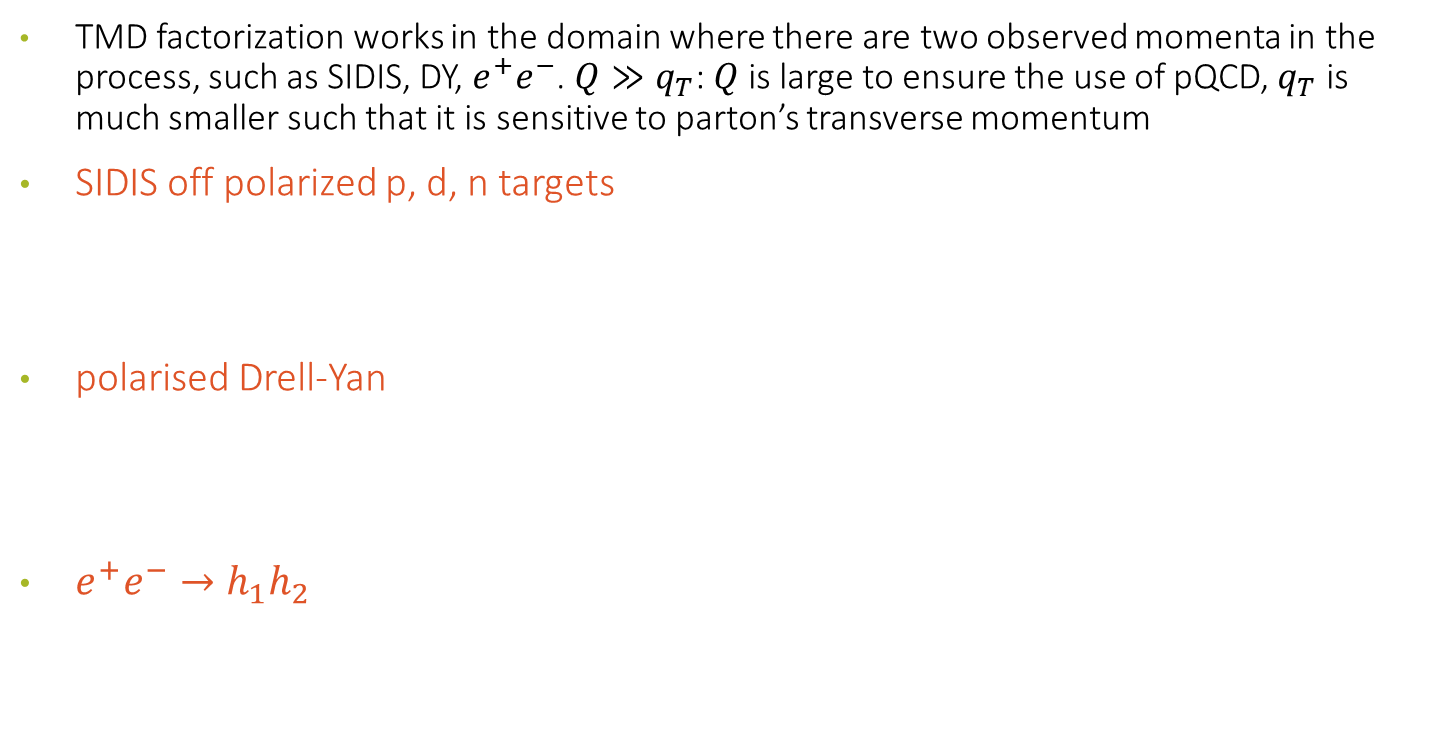 • TMD factorization works in the domain where there are two observed momenta in the
process, such as SIDIS, DY, e⁺e⁻. Q ≫ q_T: Q is large to ensure the use of pQCD, q_T is
much smaller such that it is sensitive to parton’s transverse momentum
• SIDIS off polarized p, d, n targets
• polarised Drell-Yan
• e⁺e⁻ → h₁h₂